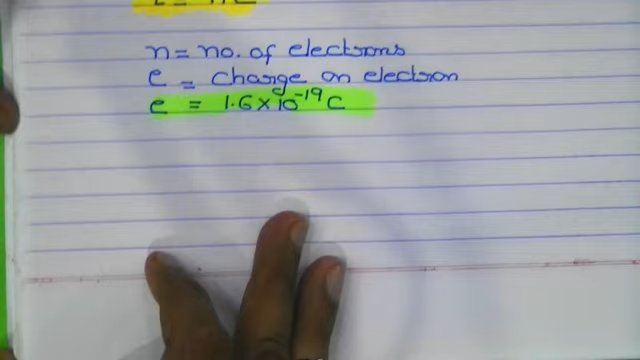 n = no. of electrons
e = charge on electron
e = 1.6 × 10⁻¹⁹ C